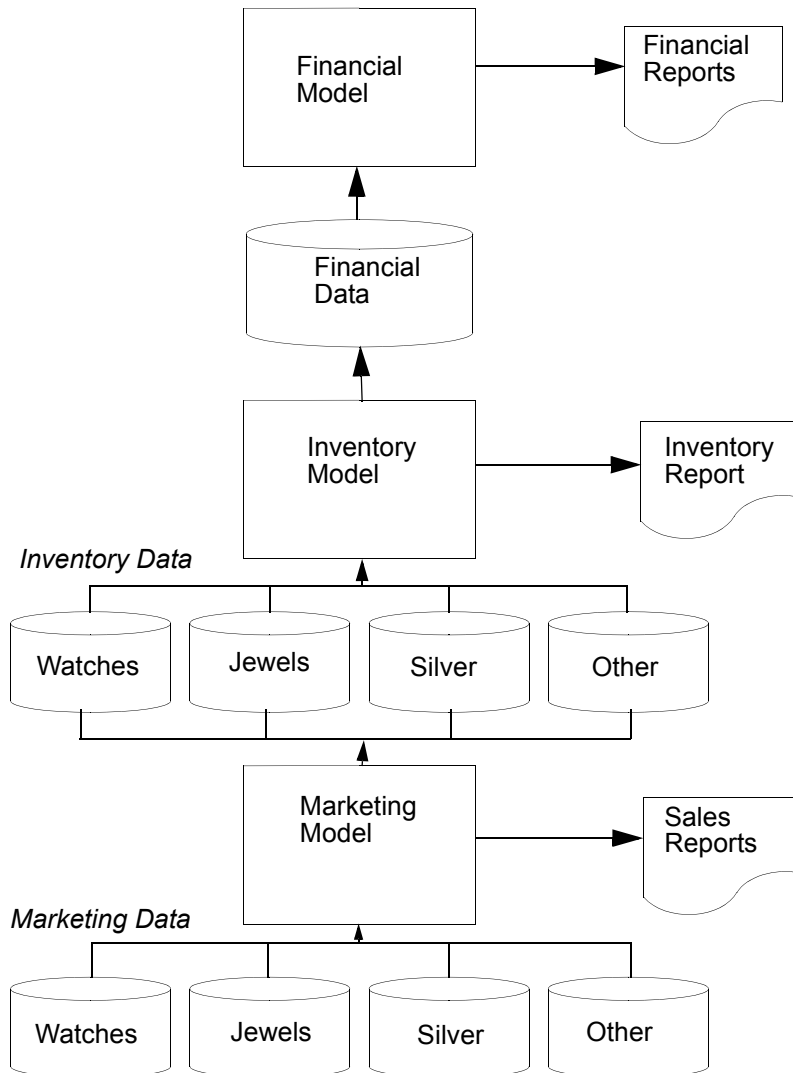 Financial
Model
Financial
Reports
Financial
Data
Inventory
Model
Inventory
Report
Inventory Data
Watches
Jewels
Silver
Other
Marketing
Model
Sales
Reports
Marketing Data
Watches
Jewels
Silver
Other